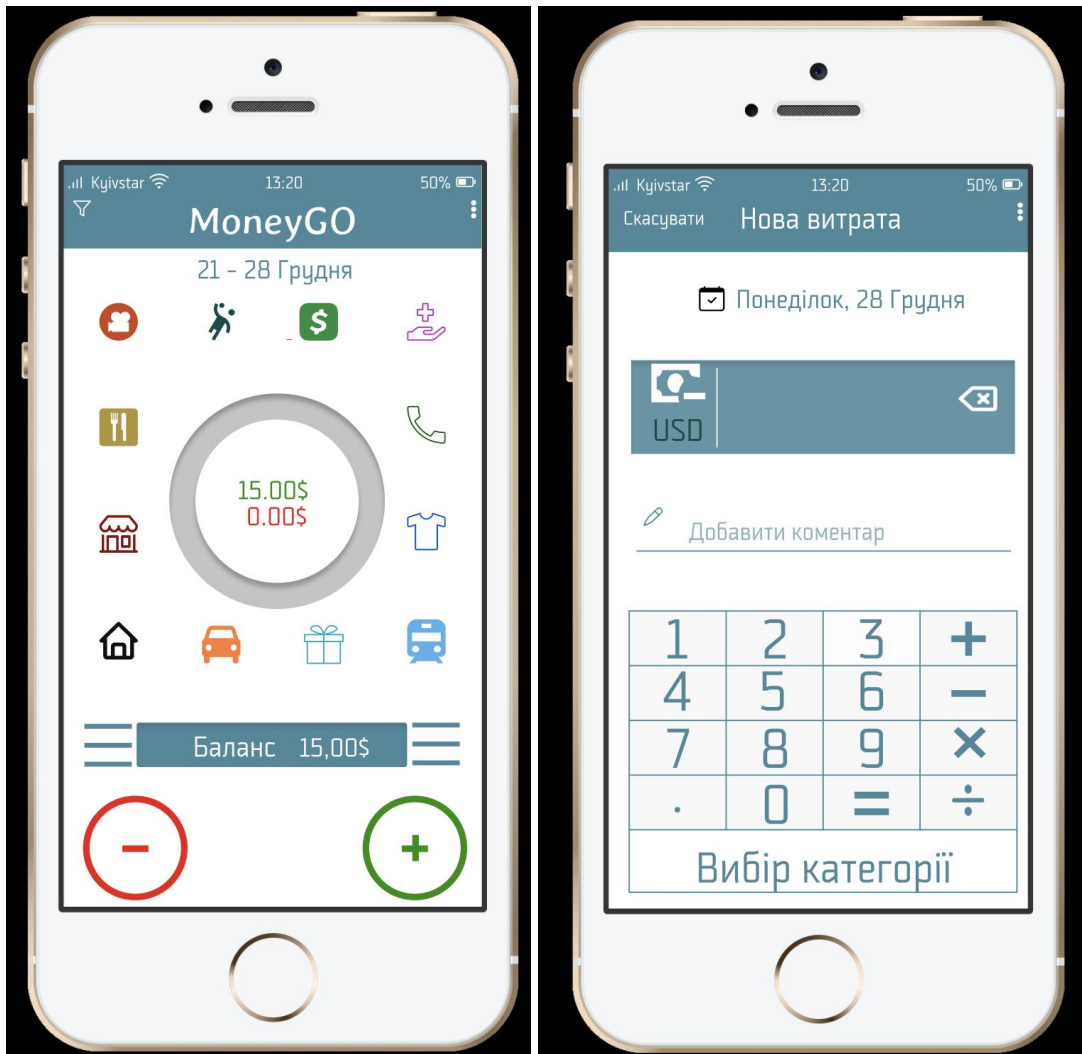 Kyivstar 13:20 50%
MoneyGO
21 - 28 Грудня
$
15.00$
0.00$
Баланс 15,00$
−
+
Kyivstar 13:20 50%
Скасувати Нова витрата
Понеділок, 28 Грудня
USD
Добавити коментар
1 2 3 +
4 5 6 −
7 8 9 ×
. 0 = ÷
Вибір категорії